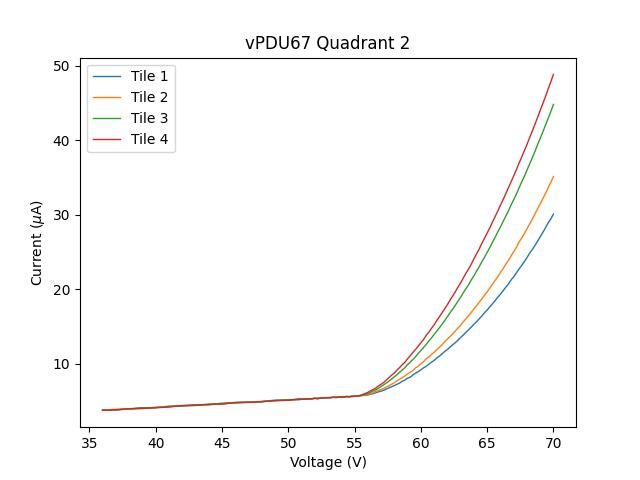 vPDU67 Quadrant 2
Tile 1
Tile 2
Tile 3
Tile 4
50
40
30
20
10
Current (μA)
35 40 45 50 55 60 65 70
Voltage (V)